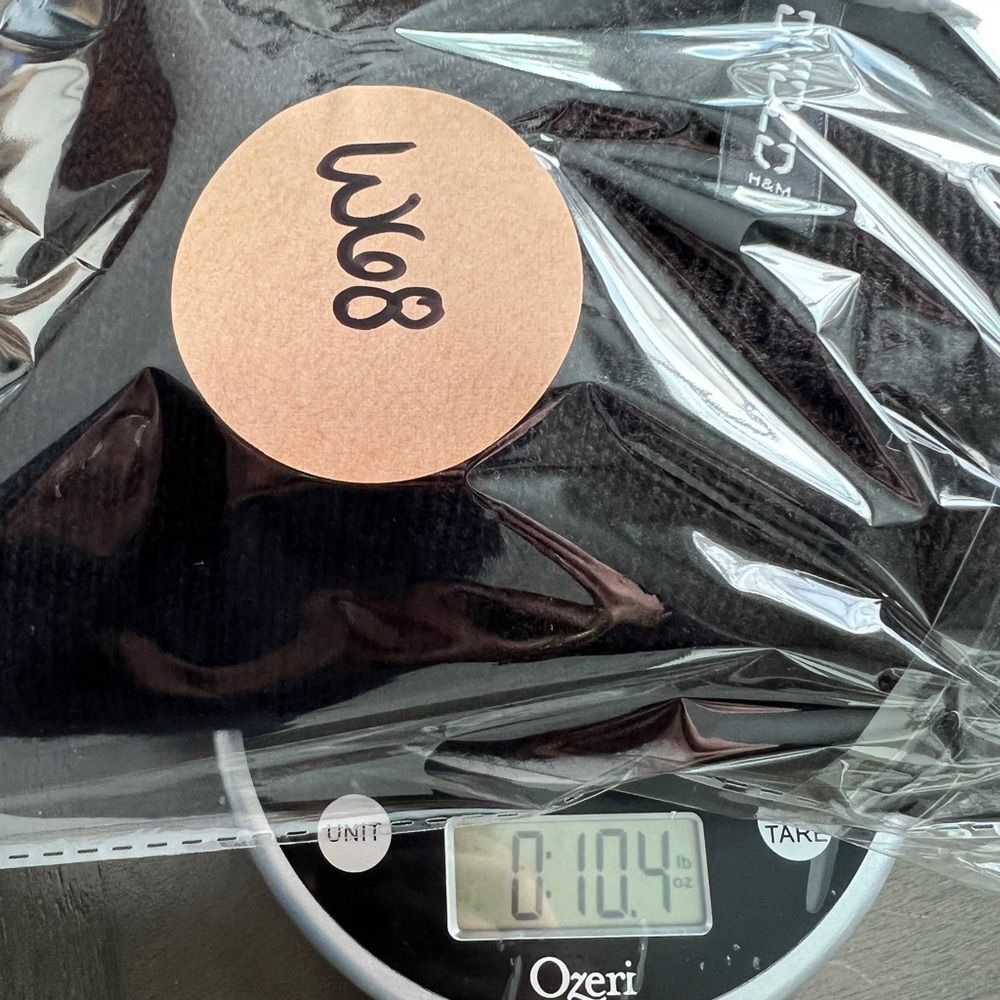 W68
H&M
UNIT
0:10.4
lb
oz
TARE
Ozeri